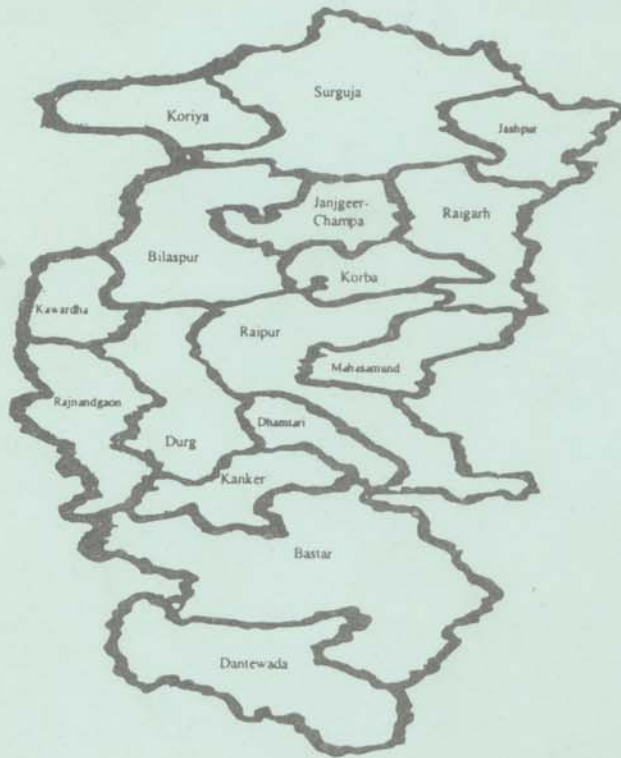 Surguja
Koriya
Jashpur
Janjgeer-
Champa
Raigarh
Bilaspur
Korba
Kawardha
Raipur
Mahasamund
Rajnandgaon
Dhamtari
Durg
Kanker
Bastar
Dantewada